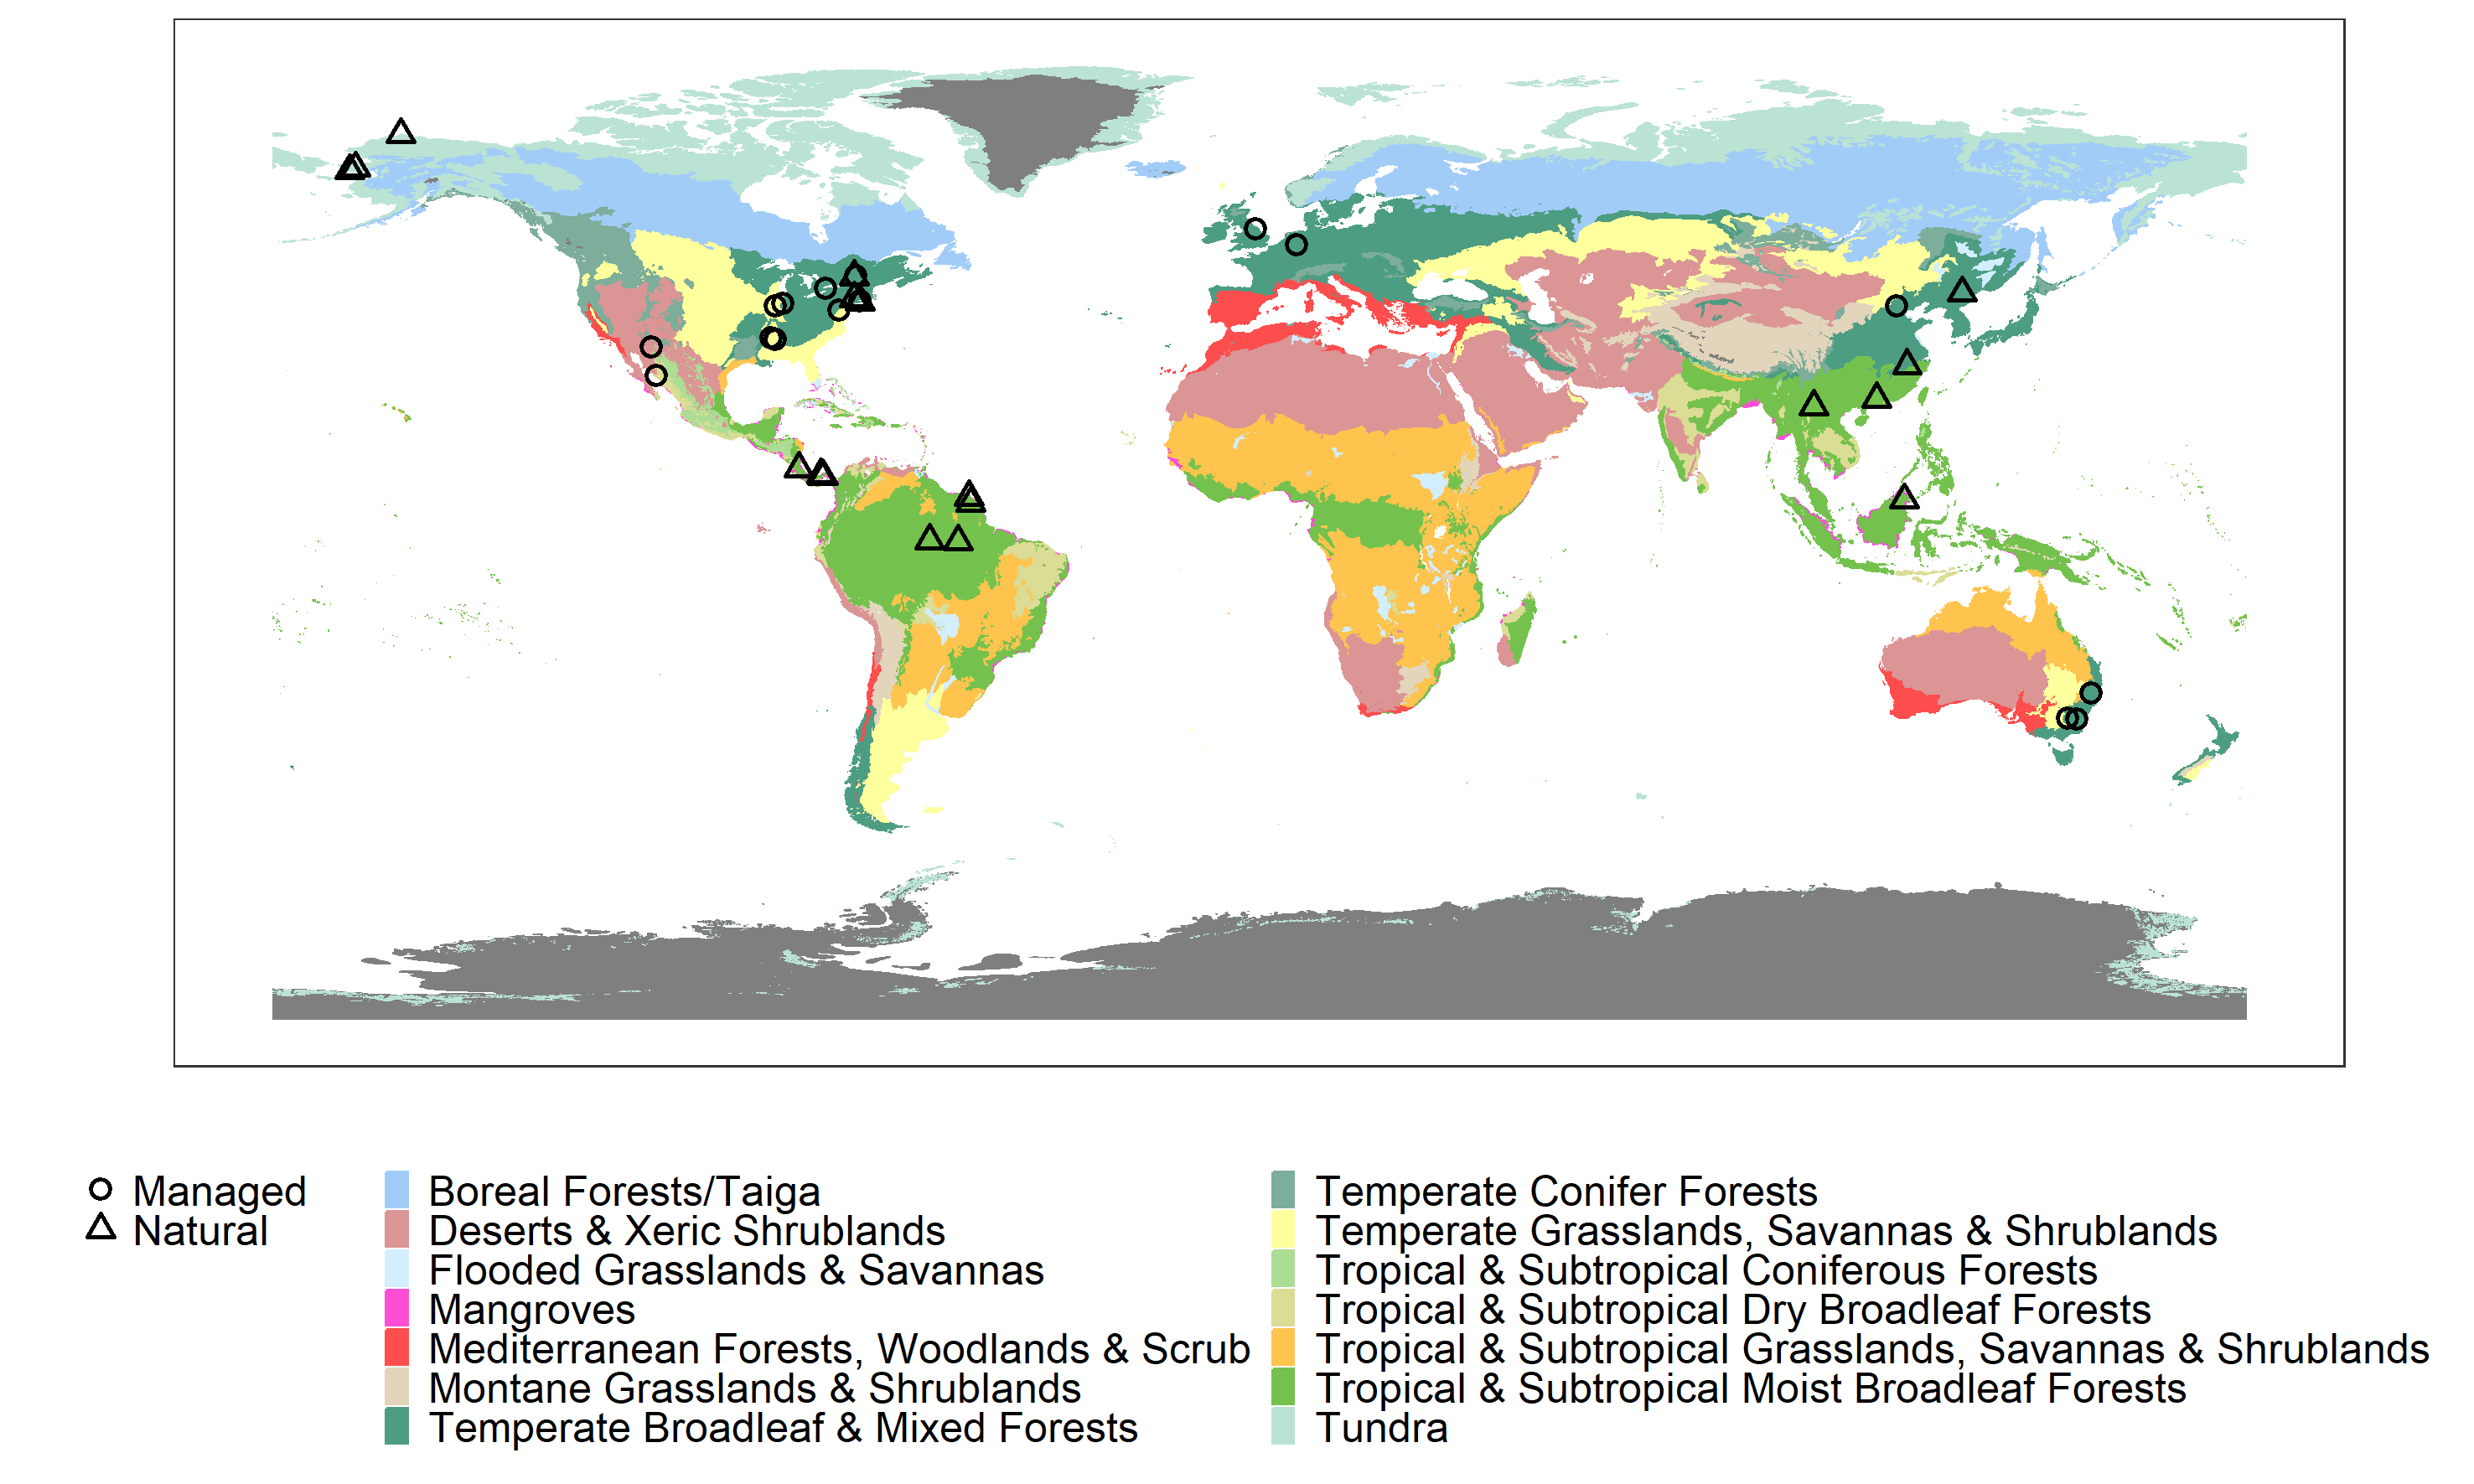 Managed
Natural
Boreal Forests/Taiga
Deserts & Xeric Shrublands
Flooded Grasslands & Savannas
Mangroves
Mediterranean Forests, Woodlands & Scrub
Montane Grasslands & Shrublands
Temperate Broadleaf & Mixed Forests
Temperate Conifer Forests
Temperate Grasslands, Savannas & Shrublands
Tropical & Subtropical Coniferous Forests
Tropical & Subtropical Dry Broadleaf Forests
Tropical & Subtropical Grasslands, Savannas & Shrublands
Tropical & Subtropical Moist Broadleaf Forests
Tundra